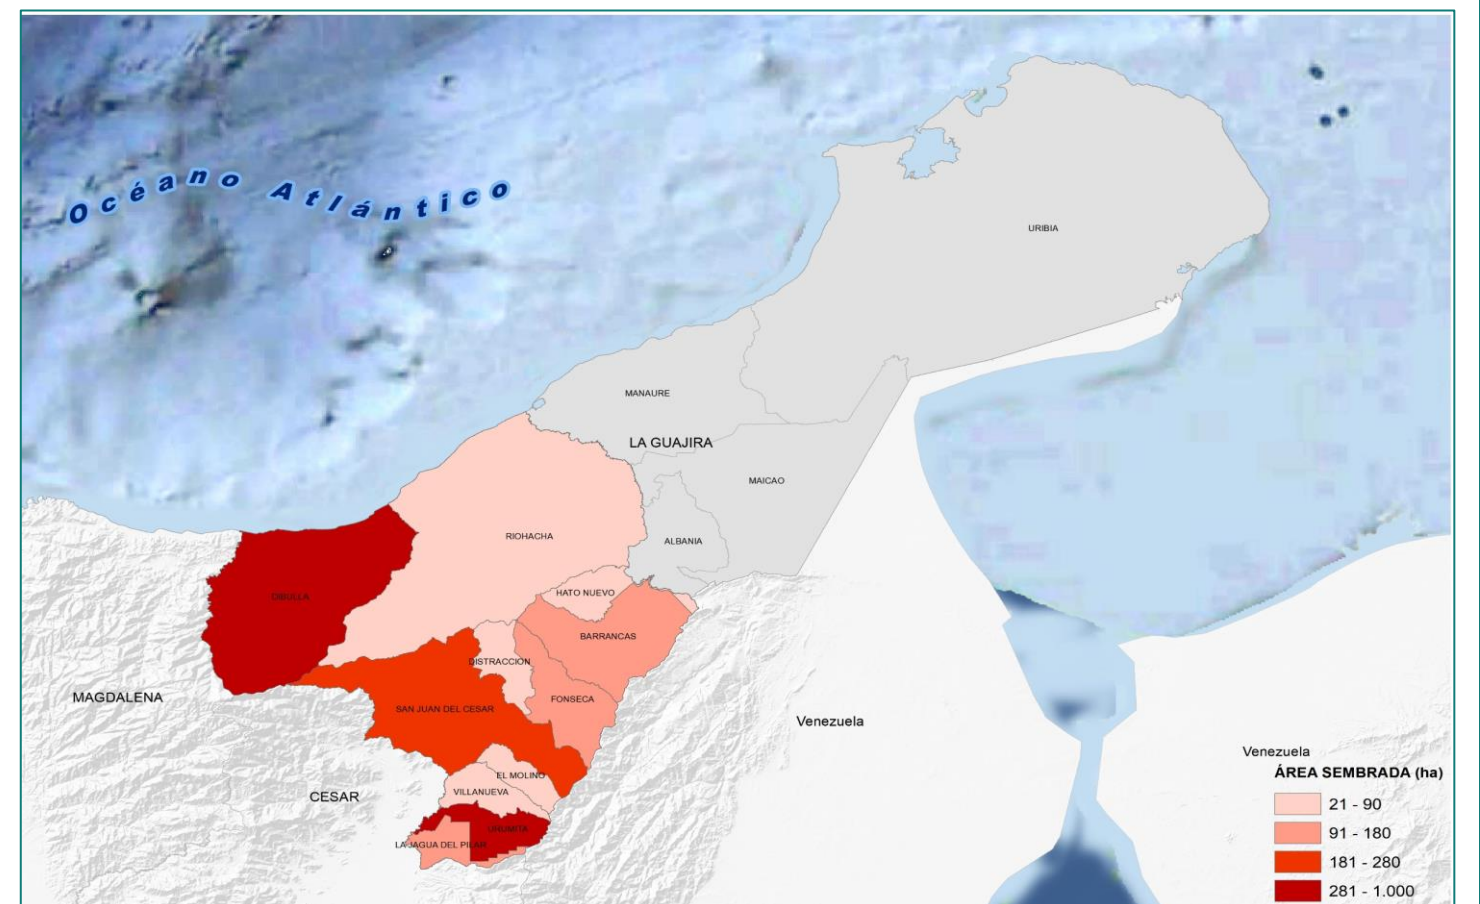 Océano Atlántico
URIBIA
MANAURE
LA GUAJIRA
MAICAO
RIOHACHA
ALBANIA
HATO NUEVO
DIBULLA
BARRANCAS
DISTRACCION
MAGDALENA
FONSECA
SAN JUAN DEL CESAR
Venezuela
Venezuela
ÁREA SEMBRADA (ha)
EL MOLINO
VILLANUEVA
CESAR
21 - 90
URUMITA
91 - 180
LA JAGUA DEL PILAR
181 - 280
281 - 1.000